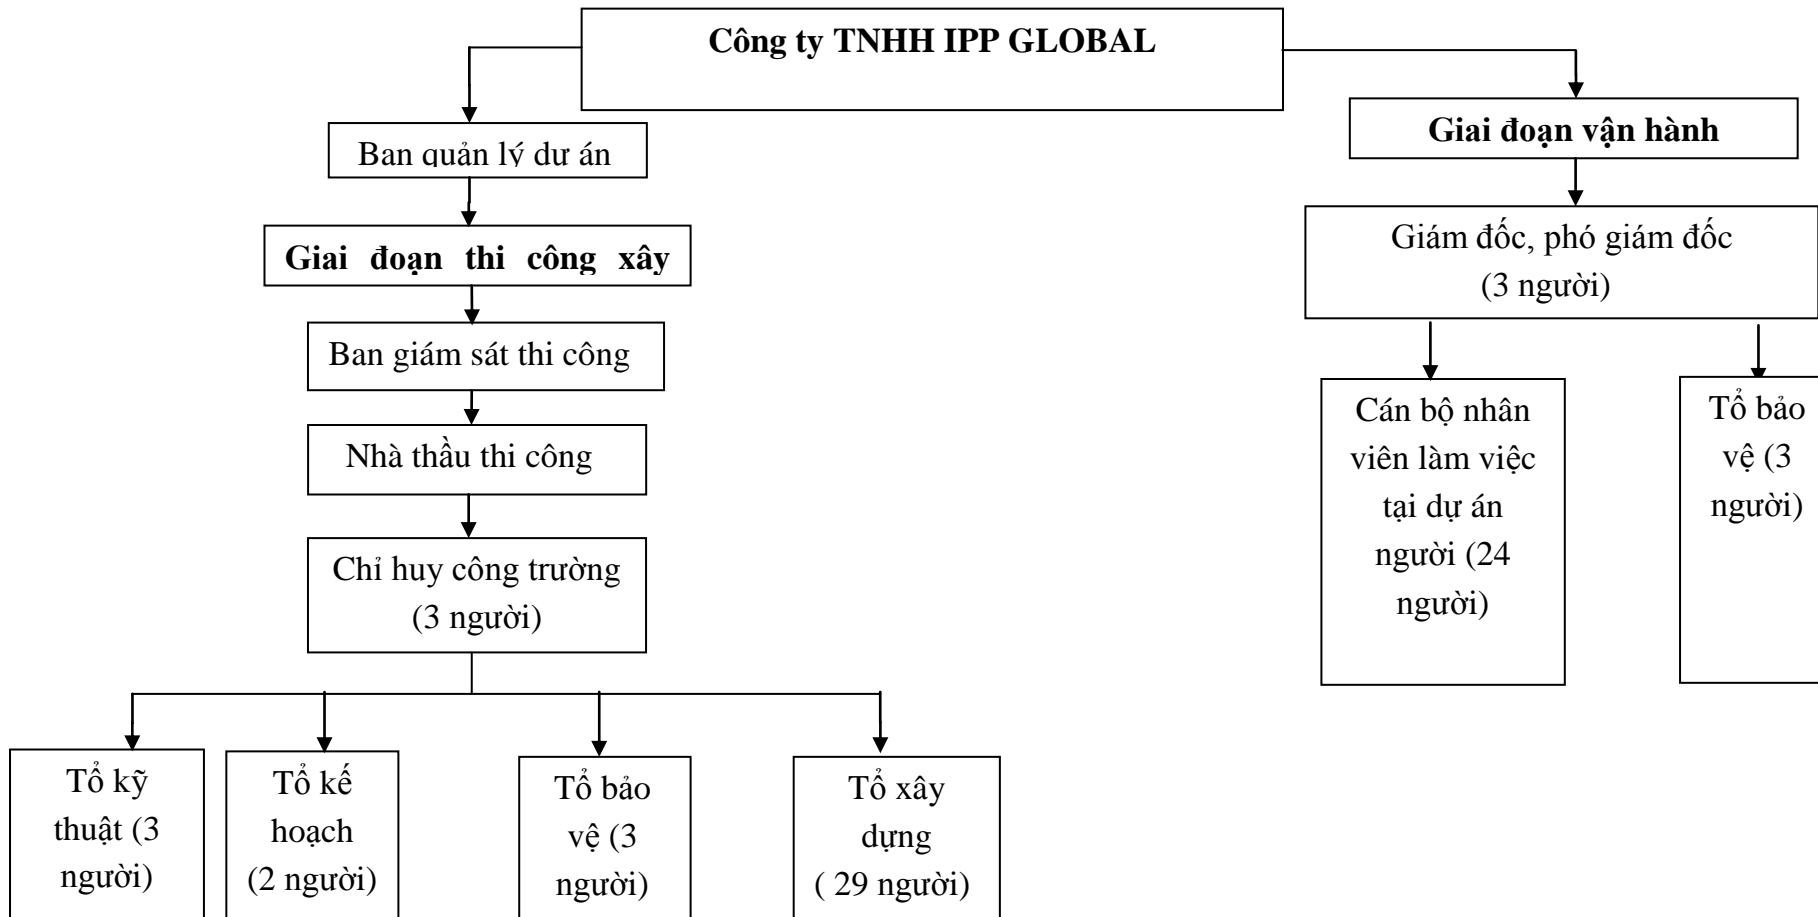 Công ty TNHH IPP GLOBAL
Ban quản lý dự án
Giai đoạn thi công xây
Ban giám sát thi công
Nhà thầu thi công
Chỉ huy công trường
(3 người)
Tổ kỹ
thuật (3
người)
Tổ kế
hoạch
(2 người)
Tổ bảo
vệ (3
người)
Tổ xây
dựng
( 29 người)
Giai đoạn vận hành
Giám đốc, phó giám đốc
(3 người)
Cán bộ nhân
viên làm việc
tại dự án
người (24
người)
Tổ bảo
vệ (3
người)